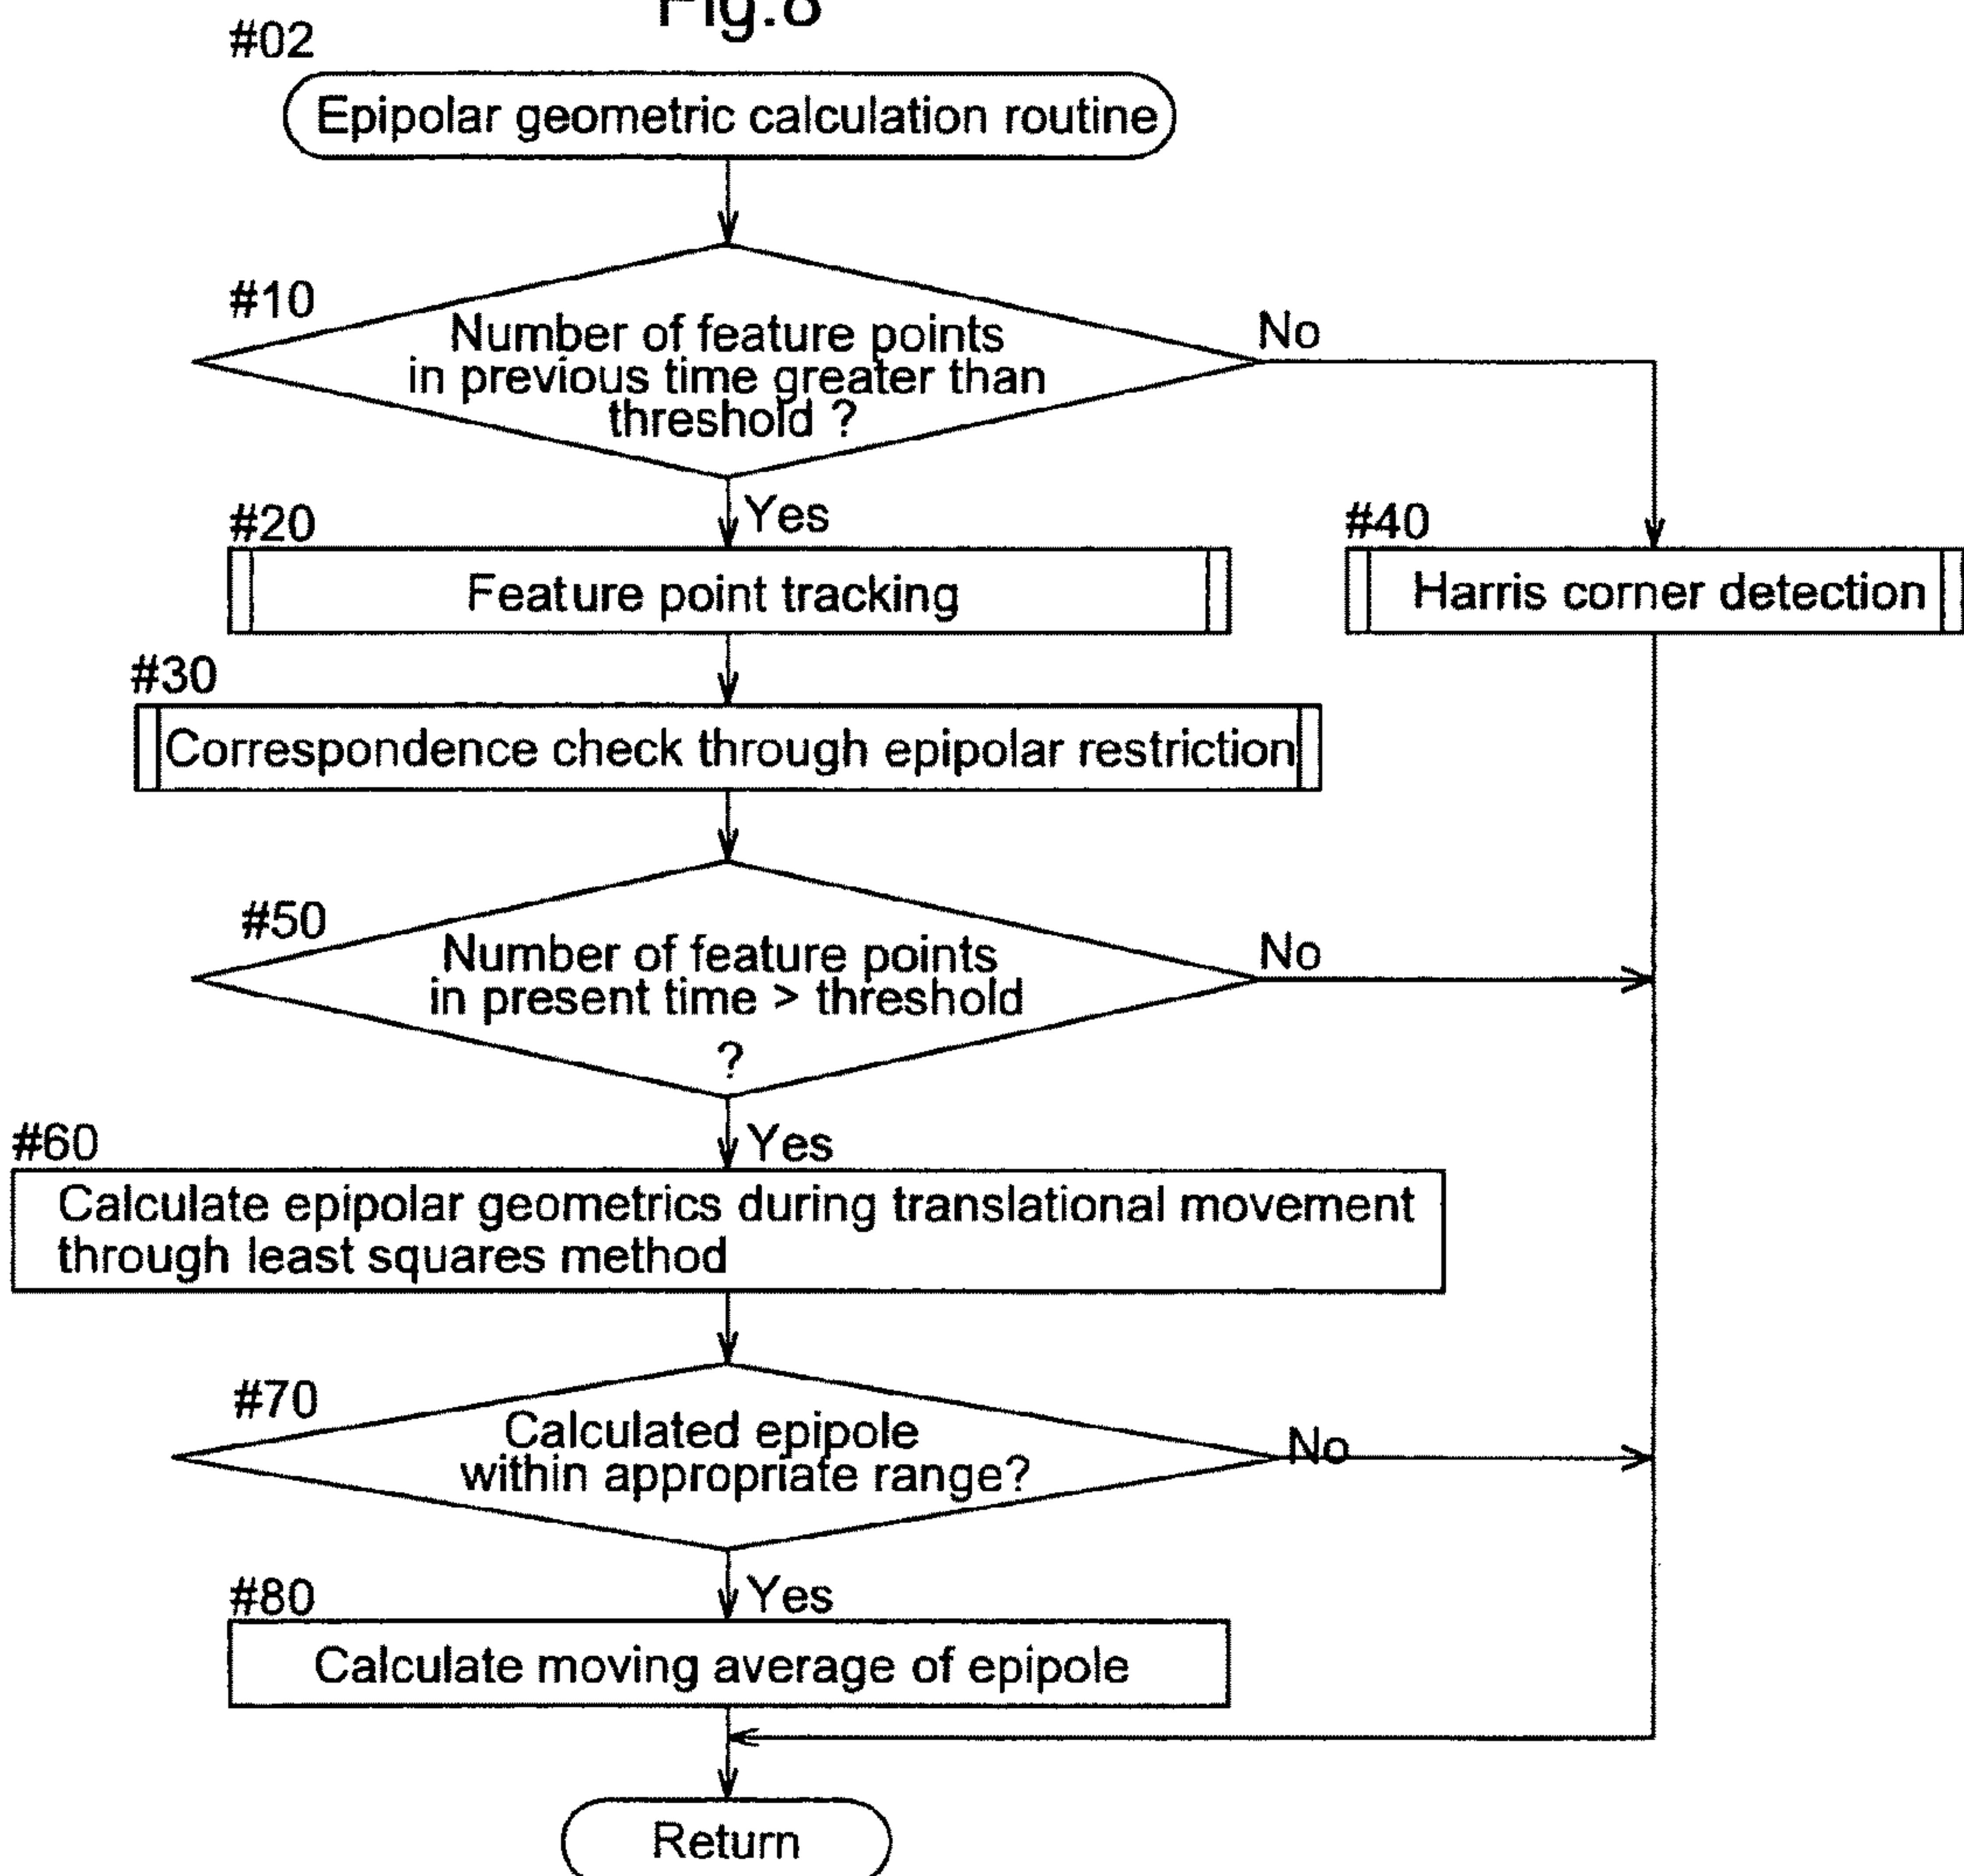 Fig.8
#02
Epipolar geometric calculation routine
#10
Number of feature points
in previous time greater than
threshold ?
No
Yes
#20
Feature point tracking
#40
Harris corner detection
#30
Correspondence check through epipolar restriction
#50
Number of feature points
in present time > threshold
?
No
Yes
#60
Calculate epipolar geometrics during translational movement
through least squares method
#70
Calculated epipole
within appropriate range?
No
Yes
#80
Calculate moving average of epipole
Return